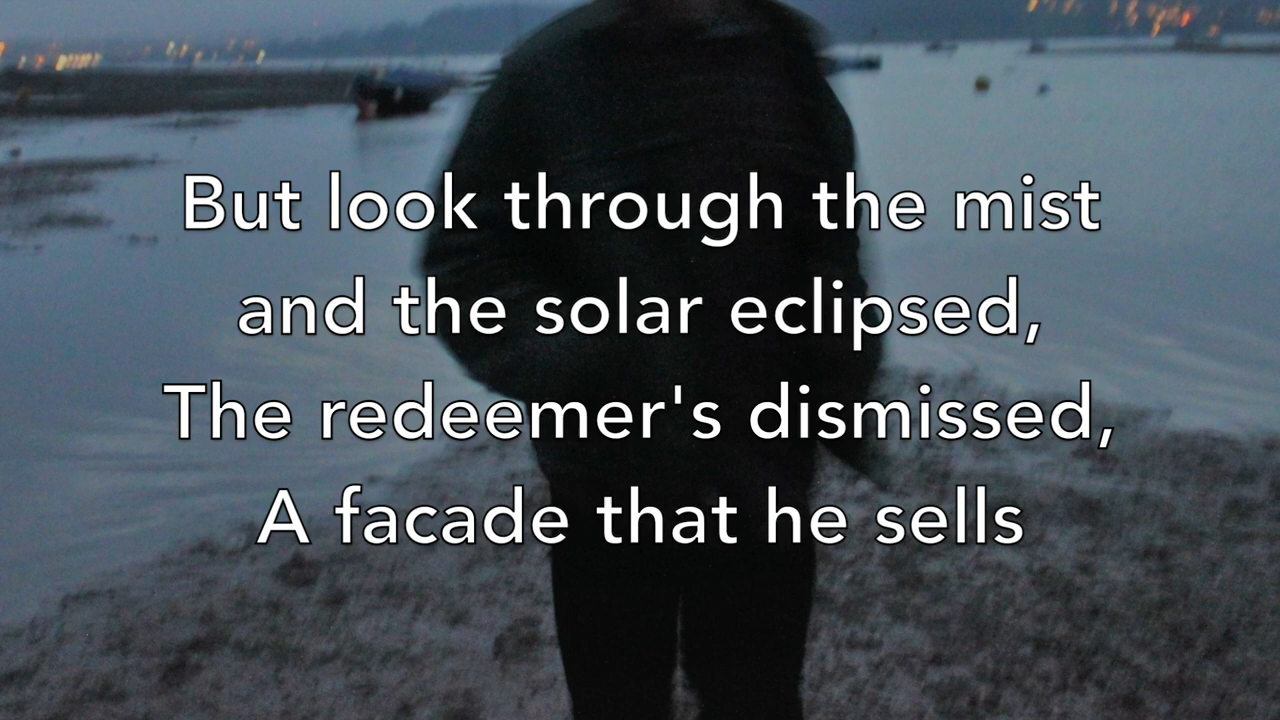 But look through the mist
and the solar eclipsed,
The redeemer's dismissed,
A facade that he sells